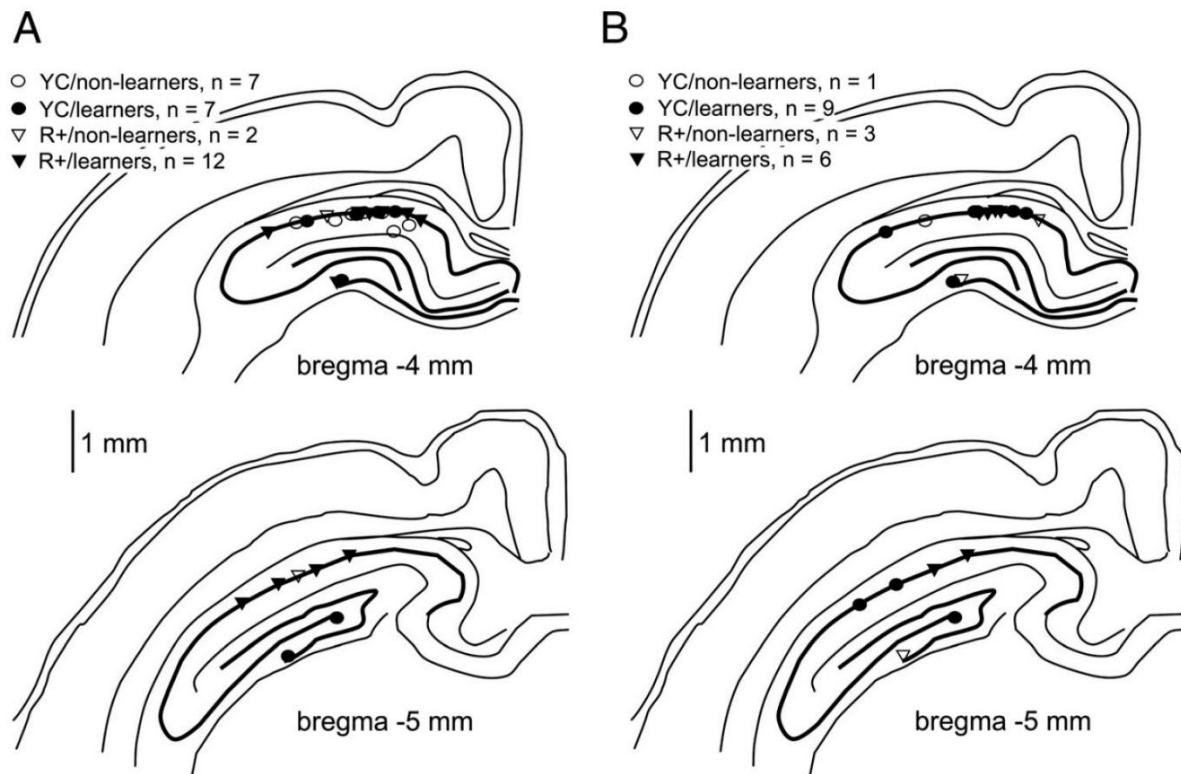 A
YC/non-learners, n = 7
YC/learners, n = 7
R+/non-learners, n = 2
R+/learners, n = 12
bregma -4 mm
1 mm
bregma -5 mm
B
YC/non-learners, n = 1
YC/learners, n = 9
R+/non-learners, n = 3
R+/learners, n = 6
bregma -4 mm
1 mm
bregma -5 mm